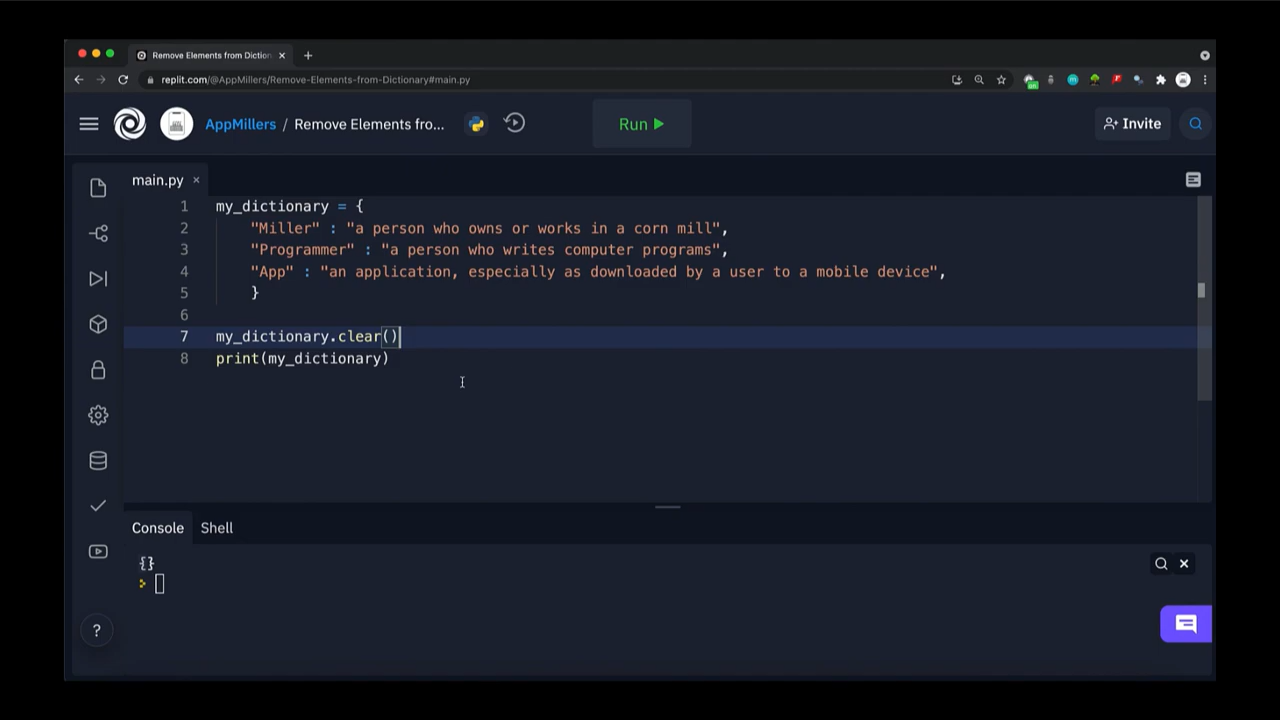 Remove Elements from Diction
replit.com/@AppMillers/Remove-Elements-from-Dictionary#main.py
AppMillers / Remove Elements fro...
Run
Invite
main.py
1 my_dictionary = {
2 "Miller" : "a person who owns or works in a corn mill",
3 "Programmer" : "a person who writes computer programs",
4 "App" : "an application, especially as downloaded by a user to a mobile device",
5 }
6
7 my_dictionary.clear()
8 print(my_dictionary)
Console Shell
{}
?